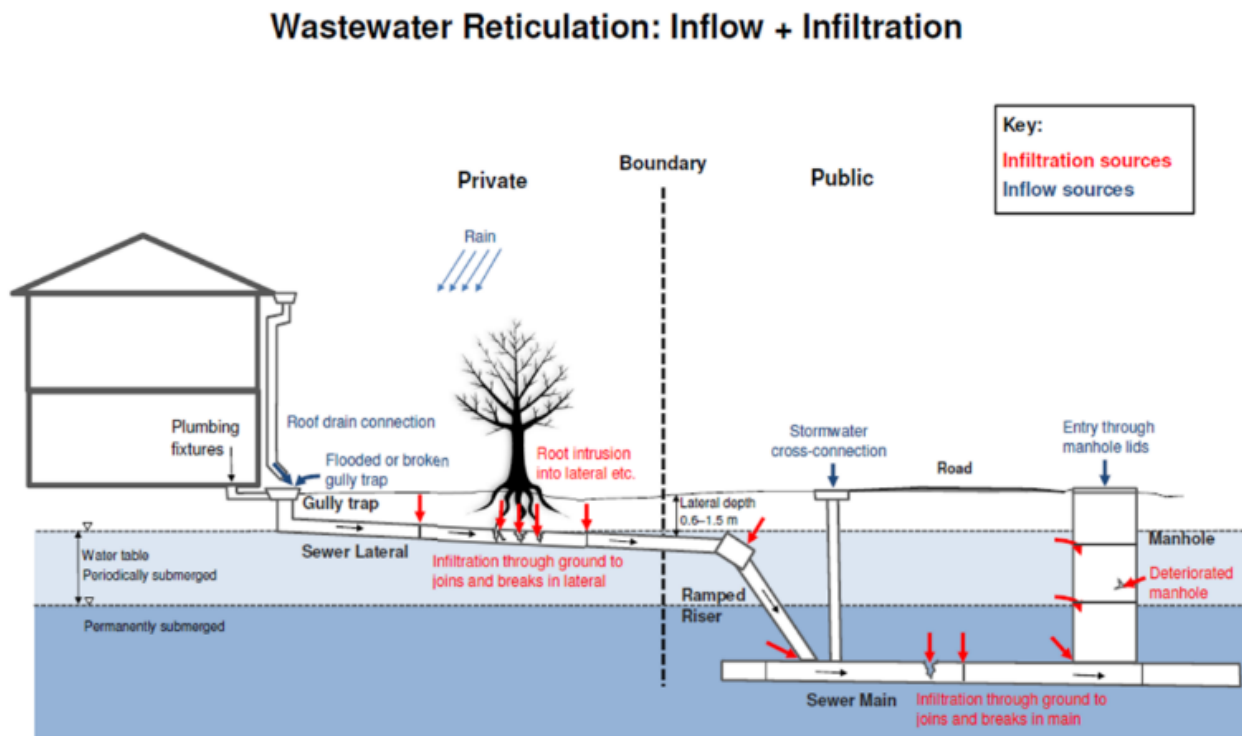 Wastewater Reticulation: Inflow + Infiltration
Key:
Infiltration sources
Inflow sources
Boundary
Private
Public
Rain
Plumbing
fixtures
Roof drain connection
Flooded or broken
gully trap
Gully trap
Root intrusion
into lateral etc.
Stormwater
cross-connection
Entry through
manhole lids
Road
Lateral depth
0.6–1.5 m
Sewer Lateral
Infiltration through ground to
joins and breaks in lateral
Water table
Periodically submerged
Permanently submerged
Ramped
Riser
Manhole
Deteriorated
manhole
Sewer Main
Infiltration through ground to
joins and breaks in main